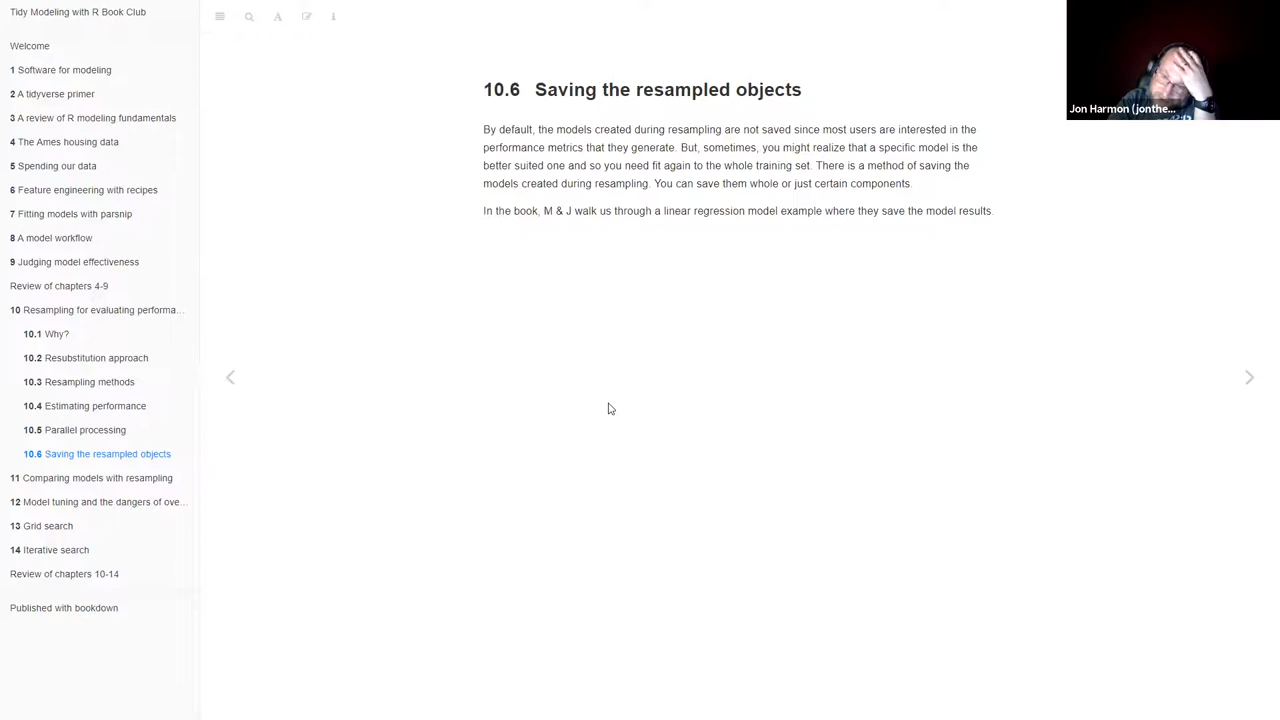 Tidy Modeling with R Book Club
Welcome
1 Software for modeling
2 A tidyverse primer
3 A review of R modeling fundamentals
4 The Ames housing data
5 Spending our data
6 Feature engineering with recipes
7 Fitting models with parsnip
8 A model workflow
9 Judging model effectiveness
Review of chapters 4-9
10 Resampling for evaluating performa...
10.1 Why?
10.2 Resubstitution approach
10.3 Resampling methods
10.4 Estimating performance
10.5 Parallel processing
10.6 Saving the resampled objects
11 Comparing models with resampling
12 Model tuning and the dangers of ove...
13 Grid search
14 Iterative search
Review of chapters 10-14
Published with bookdown
10.6 Saving the resampled objects
By default, the models created during resampling are not saved since most users are interested in the
performance metrics that they generate. But, sometimes, you might realize that a specific model is the
better suited one and so you need fit again to the whole training set. There is a method of saving the
models created during resampling. You can save them whole or just certain components.
In the book, M & J walk us through a linear regression model example where they save the model results.
Jon Harmon (jonthe...